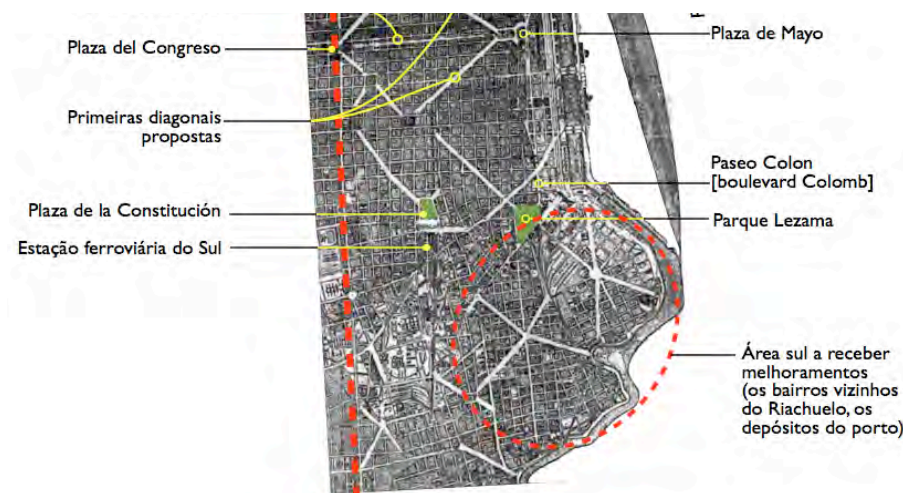 Plaza del Congreso
Plaza de Mayo
Primeiras diagonais
propostas
Paseo Colon
[boulevard Colomb]
Plaza de la Constitución
Parque Lezama
Estação ferroviária do Sul
Área sul a receber
melhoramentos
(os bairros vizinhos
do Riachuelo, os
depósitos do porto)